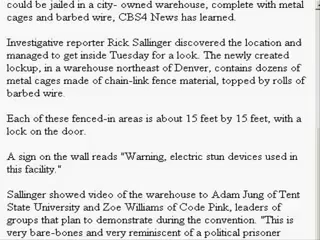 could be jailed in a city- owned warehouse, complete with metal
cages and barbed wire, CBS4 News has learned.
Investigative reporter Rick Sallinger discovered the location and
managed to get inside Tuesday for a look. The newly created
lockup, in a warehouse northeast of Denver, contains dozens of
metal cages made of chain-link fence material, topped by rolls of
barbed wire.
Each of these fenced-in areas is about 15 feet by 15 feet, with a
lock on the door.
A sign on the wall reads "Warning, electric stun devices used in
this facility."
Sallinger showed video of the warehouse to Adam Jung of Tent
State University and Zoe Williams of Code Pink, leaders of
groups that plan to demonstrate during the convention. "This is
very bare-bones and very reminiscent of a political prisoner